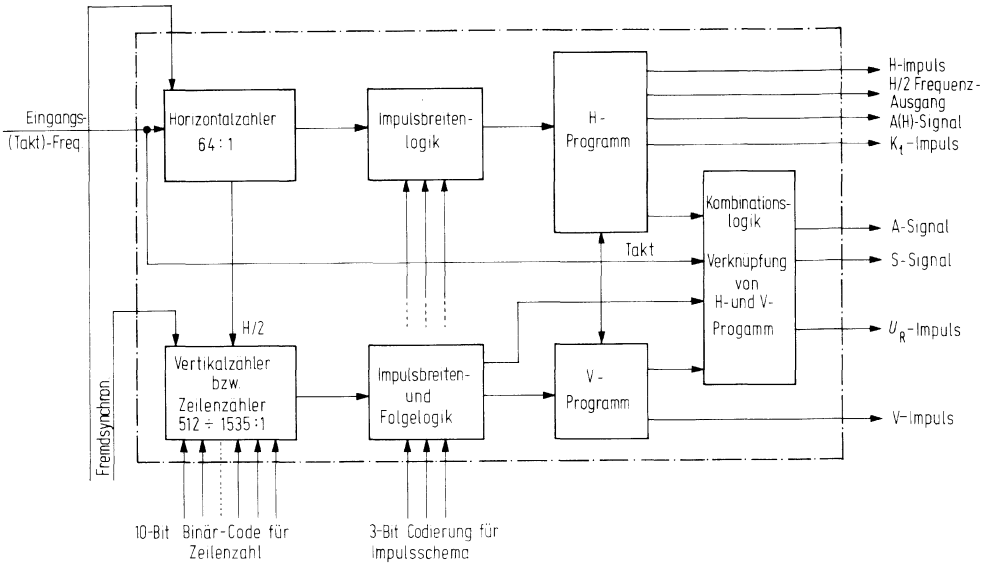 Eingangs-
(Takt)-Freq.
Horizontalzahler
64:1
Impulsbreiten-
logik
H-
Programm
H-Impuls
H/2 Frequenz-
Ausgang
A(H)-Signal
Kt-Impuls
Kombinations-
logik
Verknupfung
von
H-und V-
Progamm
Takt
A-Signal
S-Signal
UR-Impuls
H/2
Fremdsynchron
Vertikalzahler
bzw.
Zeilenzahler
512 ÷ 1535:1
Impulsbreiten-
und
Folgelogik
V-
Programm
V-Impuls
10-Bit Binär-Code für
Zeilenzahl
3-Bit Codierung für
Impulsschema